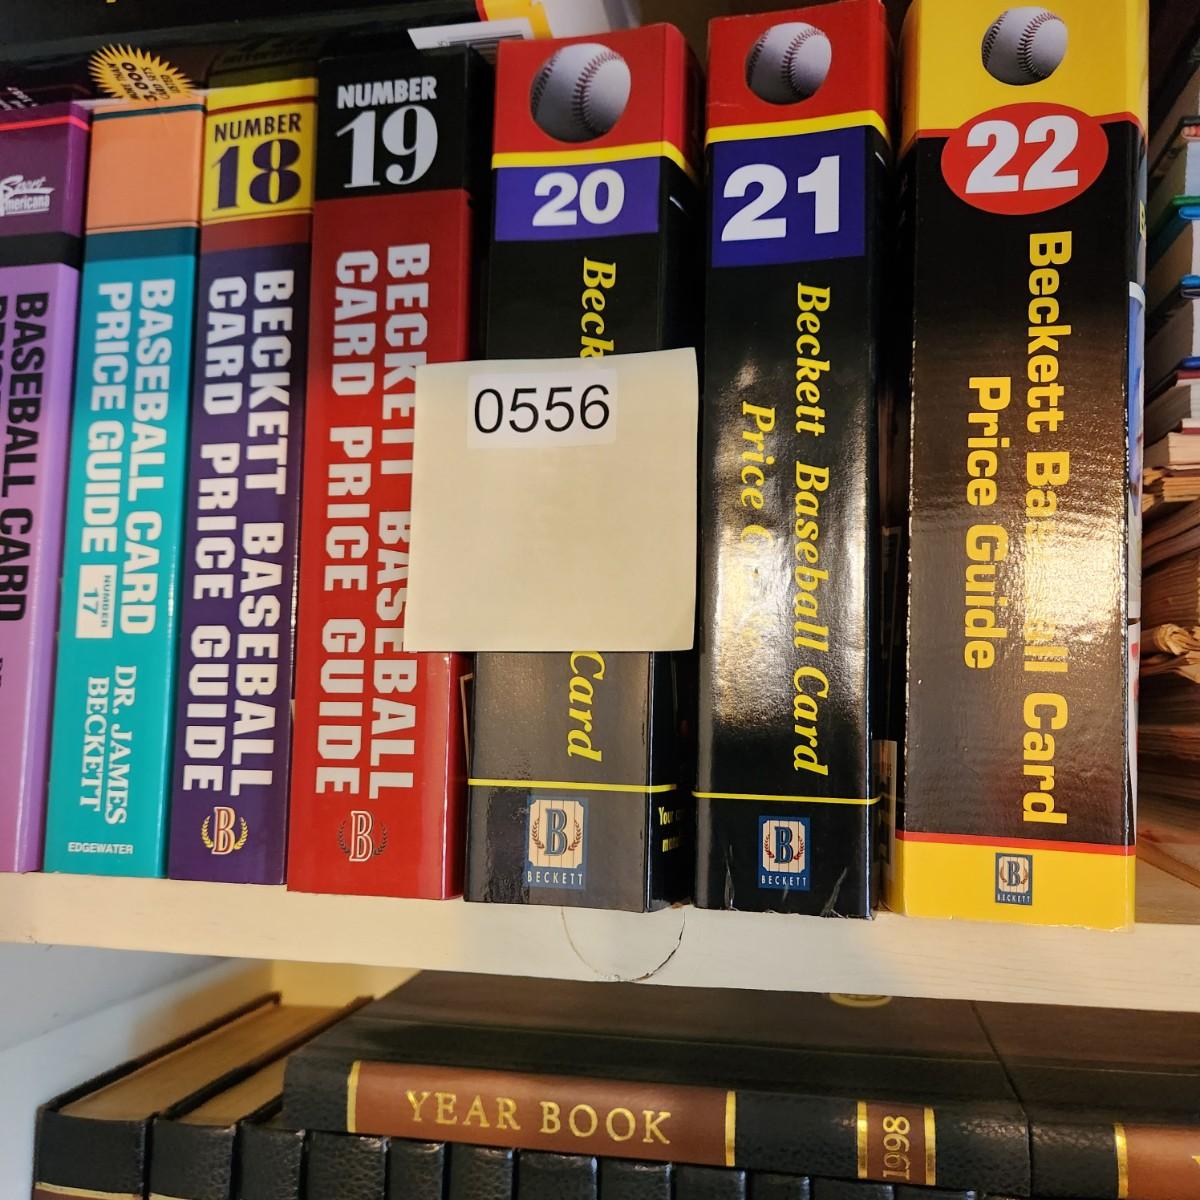 Sport
Americana
BASEBALL CARD
BASEBALL CARD
PRICE GUIDE
NUMBER
17
DR. JAMES
BECKETT
EDGEWATER
NUMBER
18
BECKETT BASEBALL
CARD PRICE GUIDE
B
NUMBER
19
BECKETT BASEBALL
CARD PRICE GUIDE
B
20
Beck
Card
B
BECKETT
0556
21
Beckett Baseball Card
Price Guide
B
BECKETT
22
Beckett Baseball Card
Price Guide
B
BECKETT
YEAR BOOK
1998